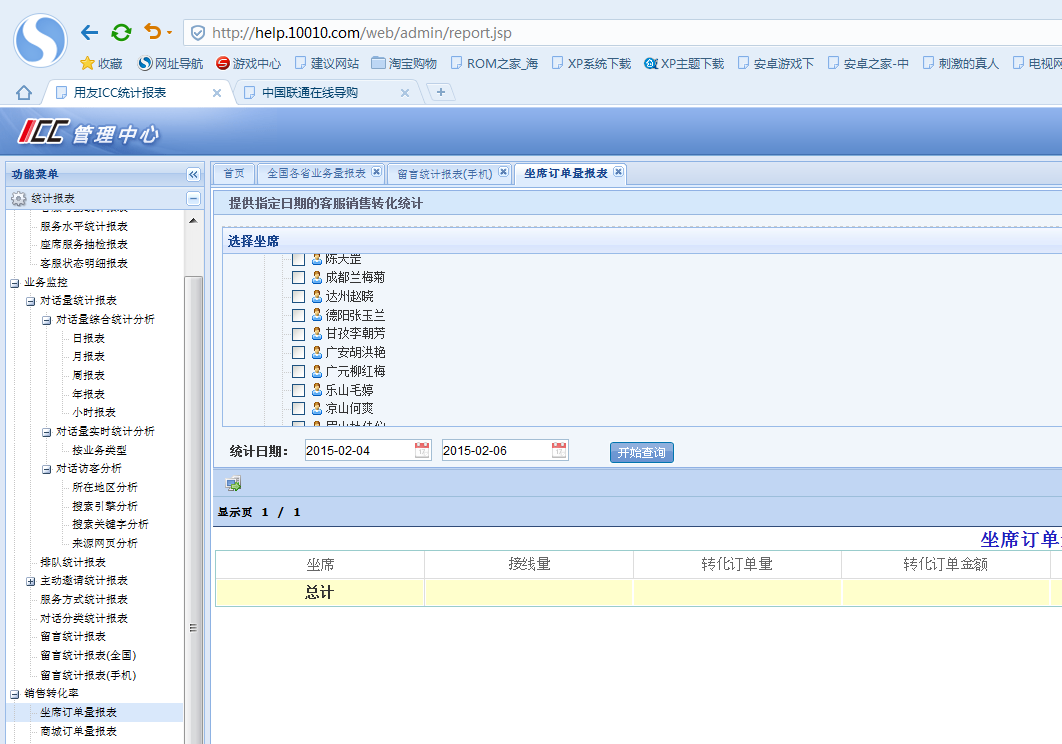 http://help.10010.com/web/admin/report.jsp
收藏 网址导航 游戏中心 建议网站 淘宝购物 ROM之家_海 XP系统下载 XP主题下载 安卓游戏下 安卓之家-中 刺激的真人 电视网
用友ICC统计报表 中国联通在线导购
ICC 管理中心
功能菜单
统计报表
服务水平统计报表
座席服务抽检报表
客服状态明细报表
业务监控
对话量统计报表
对话量综合统计分析
日报表
月报表
周报表
年报表
小时报表
对话量实时统计分析
按业务类型
对话访客分析
所在地区分析
搜索引擎分析
搜索关键字分析
来源网页分析
排队统计报表
主动邀请统计报表
服务方式统计报表
对话分类统计报表
留言统计报表
留言统计报表(全国)
留言统计报表(手机)
销售转化率
坐席订单量报表
商城订单量报表
首页 全国各省业务量报表 留言统计报表(手机) 坐席订单量报表
提供指定日期的客服销售转化统计
选择坐席
陈大罡
成都兰梅菊
达州赵晓
德阳张玉兰
甘孜李朝芳
广安胡洪艳
广元柳红梅
乐山毛婷
凉山何爽
统计日期: 2015-02-04 2015-02-06 开始查询
显示页 1 / 1
坐席订单
坐席 接线量 转化订单量 转化订单金额
总计